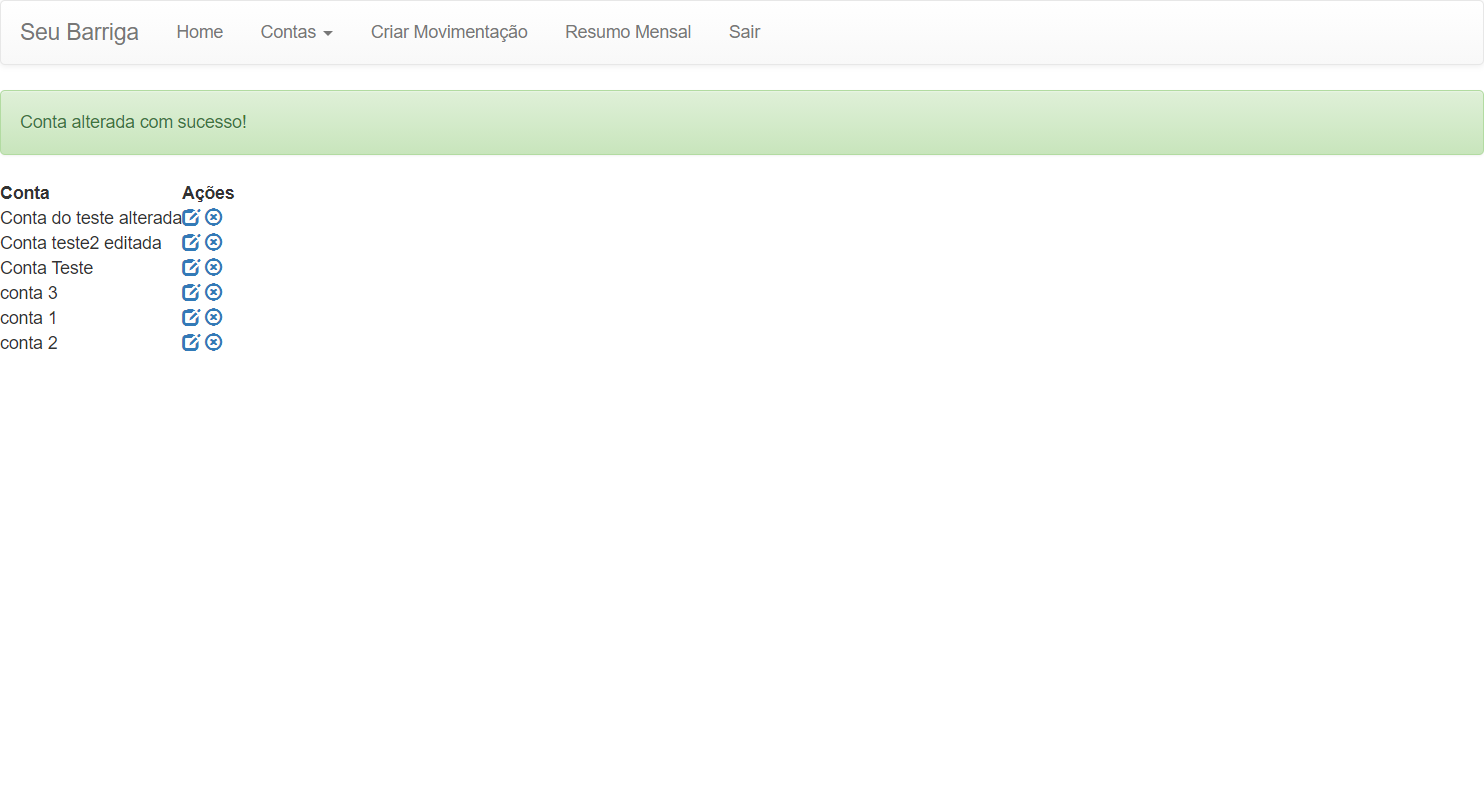 Seu Barriga Home Contas Criar Movimentação Resumo Mensal Sair
Conta alterada com sucesso!
Conta Ações
Conta do teste alterada
Conta teste2 editada
Conta Teste
conta 3
conta 1
conta 2